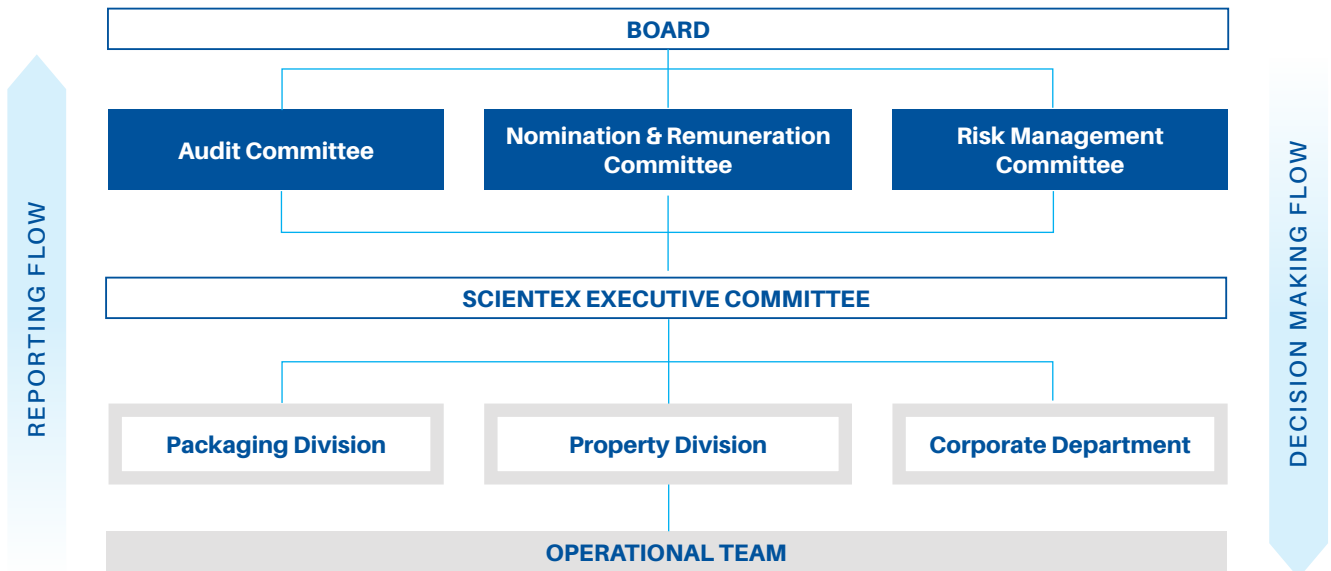 BOARD
Audit Committee
Nomination & Remuneration
Committee
Risk Management
Committee
SCIENTEX EXECUTIVE COMMITTEE
Packaging Division
Property Division
Corporate Department
OPERATIONAL TEAM
REPORTING FLOW
DECISION MAKING FLOW